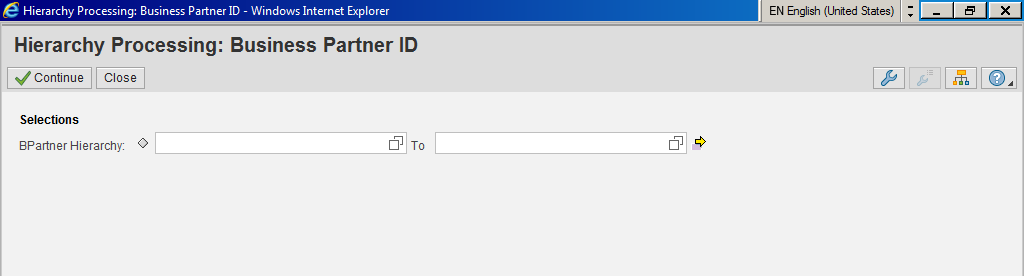 Hierarchy Processing: Business Partner ID - Windows Internet Explorer
EN English (United States)
Hierarchy Processing: Business Partner ID
Continue
Close
Selections
BPartner Hierarchy:
To